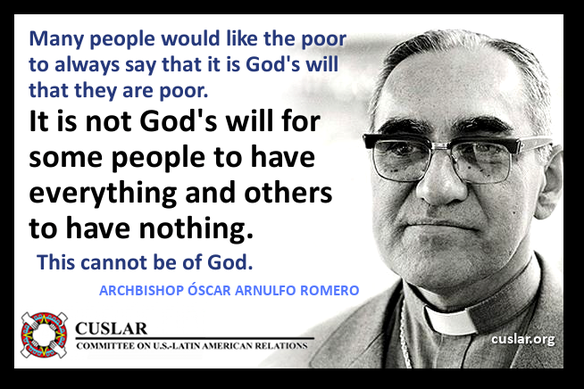 Many people would like the poor
to always say that it is God's will
that they are poor.
It is not God's will for
some people to have
everything and others
to have nothing.
This cannot be of God.
ARCHBISHOP ÓSCAR ARNULFO ROMERO
CUSLAR
COMMITTEE ON U.S.-LATIN AMERICAN RELATIONS
cuslar.org